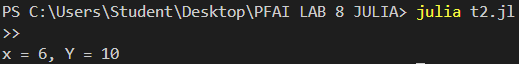 PS C:\Users\Student\Desktop\PFAI LAB 8 JULIA> julia t2.jl
>>
x = 6, Y = 10